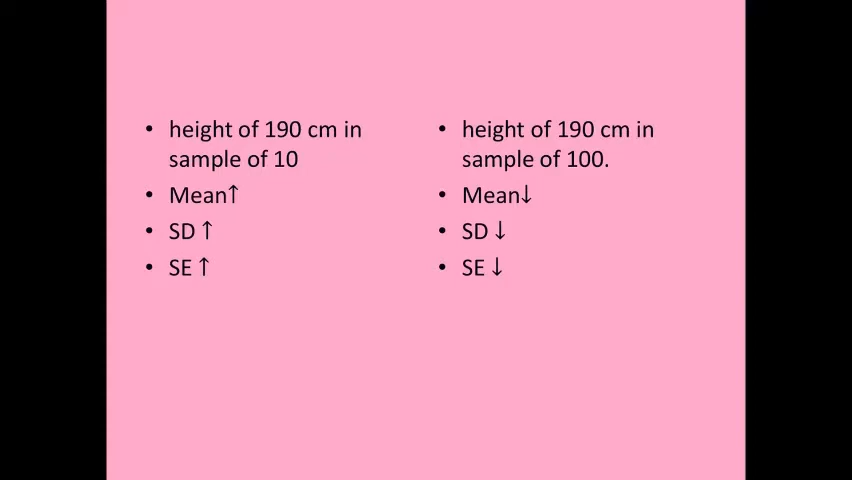 • height of 190 cm in
sample of 10
• Mean↑
• SD ↑
• SE ↑
• height of 190 cm in
sample of 100.
• Mean↓
• SD ↓
• SE ↓